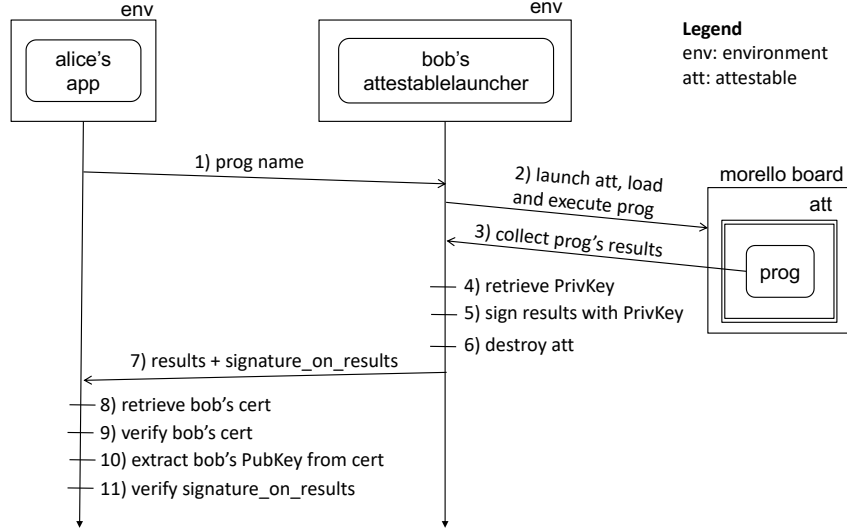 env
env
alice's
app
bob's
attestablelauncher
Legend
env: environment
att: attestable
1) prog name
2) launch att, load
and execute prog
morello board
att
3) collect prog's results
prog
4) retrieve PrivKey
5) sign results with PrivKey
6) destroy att
7) results + signature_on_results
8) retrieve bob's cert
9) verify bob's cert
10) extract bob's PubKey from cert
11) verify signature_on_results